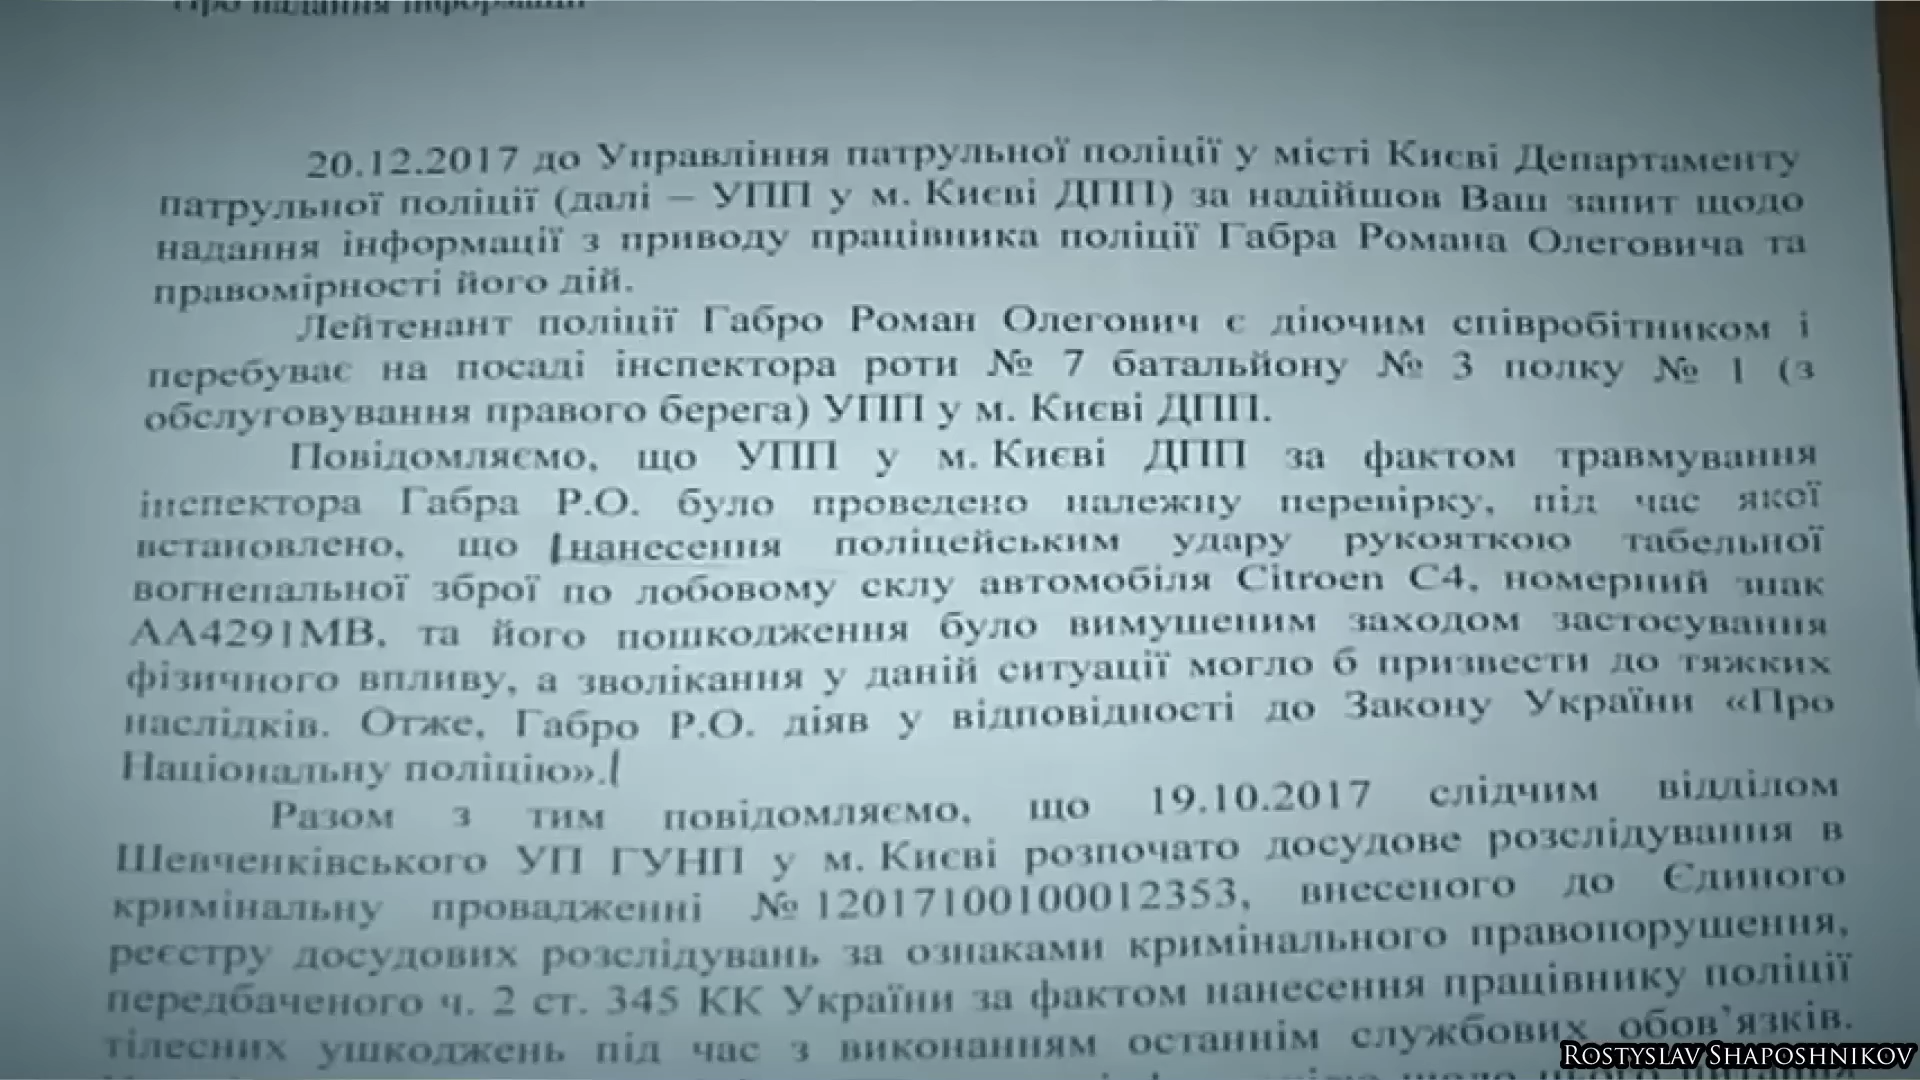 Про надання інформації
20.12.2017 до Управління патрульної поліції у місті Києві Департаменту
патрульної поліції (далі – УПП у м. Києві ДПП) за надійшов Ваш запит щодо
надання інформації з приводу працівника поліції Габра Романа Олеговича та
правомірності його дій.
Лейтенант поліції Габро Роман Олегович є діючим співробітником і
перебуває на посаді інспектора роти № 7 батальйону № 3 полку № 1 (з
обслуговування правого берега) УПП у м. Києві ДПП.
Повідомляємо, що УПП у м. Києві ДПП за фактом травмування
інспектора Габра Р.О. було проведено належну перевірку, під час якої
встановлено, що нанесення поліцейським удару рукояткою табельної
вогнепальної зброї по лобовому склу автомобіля Citroen C4, номерний знак
АА4291МВ, та його пошкодження було вимушеним заходом застосування
фізичного впливу, а зволікання у даній ситуації могло б призвести до тяжких
наслідків. Отже, Габро Р.О. діяв у відповідності до Закону України «Про
Національну поліцію».
Разом з тим повідомляємо, що 19.10.2017 слідчим відділом
Шевченківського УП ГУНП у м. Києві розпочато досудове розслідування в
кримінальну провадженні № 12017100100012353, внесеного до Єдиного
реєстру досудових розслідувань за ознаками кримінального правопорушення,
передбаченого ч. 2 ст. 345 КК України за фактом нанесення працівнику поліції
тілесних ушкоджень під час з виконанням останнім службових обов’язків.
ROSTYSLAV SHAPOSHNIKOV